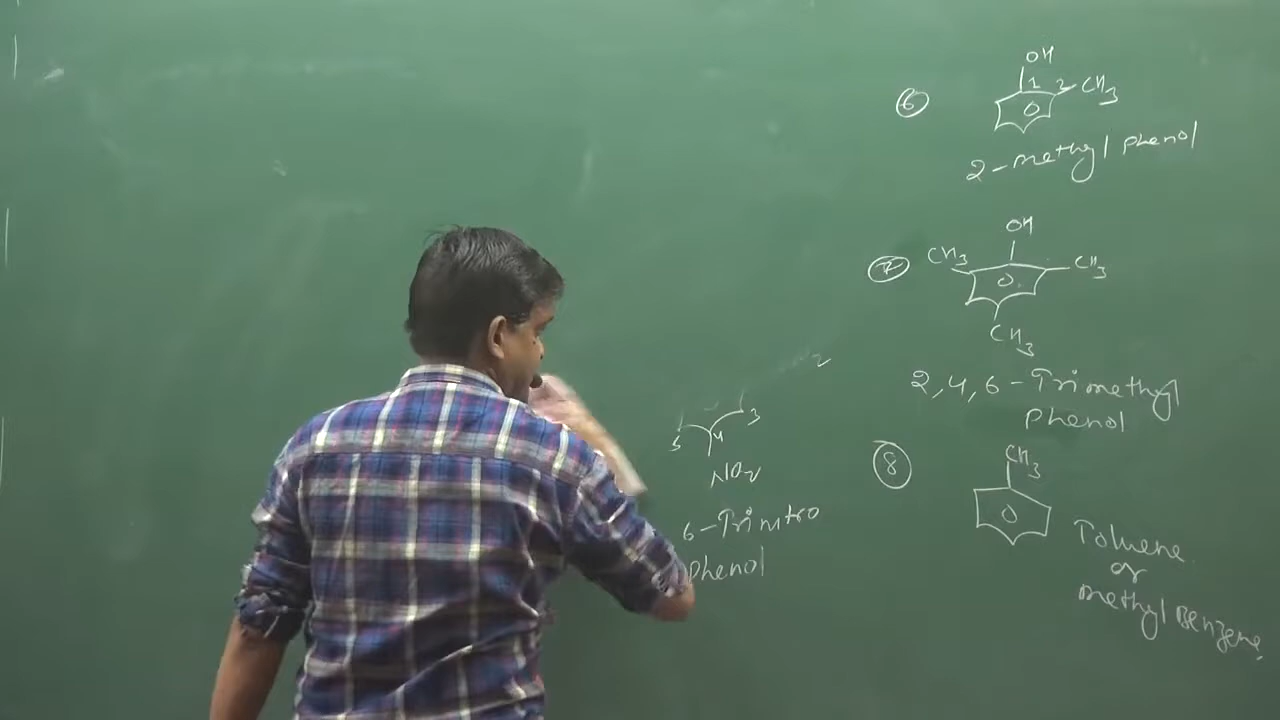 3
5
4
NO2
6-Trinitro
phenol
6
OH
1 2 CH3
2-methyl phenol
7
OH
CH3 CH3
CH3
2,4,6-Trimethyl
phenol
8
CH3
Toluene
or
methyl Benzene.